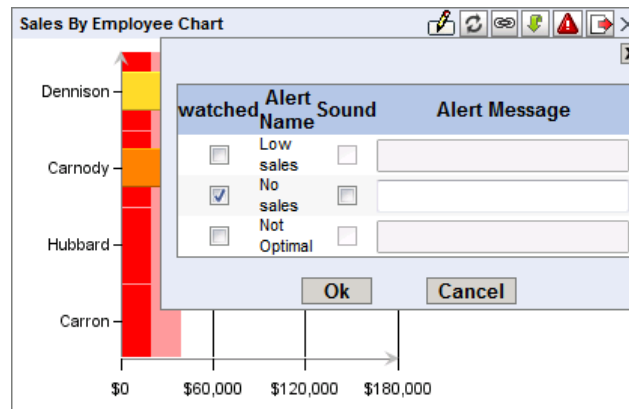 Sales By Employee Chart
watched Alert Name Sound Alert Message
Dennison
Low sales
Carnody
No sales
Hubbard
Not Optimal
Ok Cancel
Carron
$0 $60,000 $120,000 $180,000